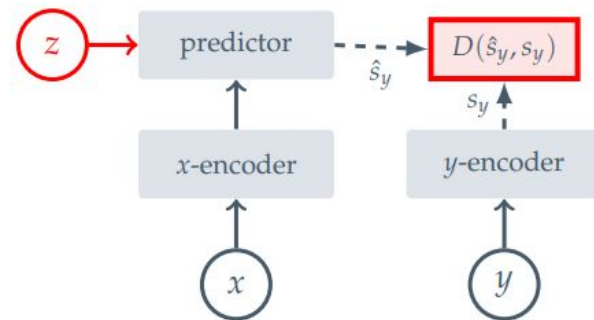 z
predictor
D(ŝ_y, s_y)
ŝ_y
s_y
x-encoder
y-encoder
x
y